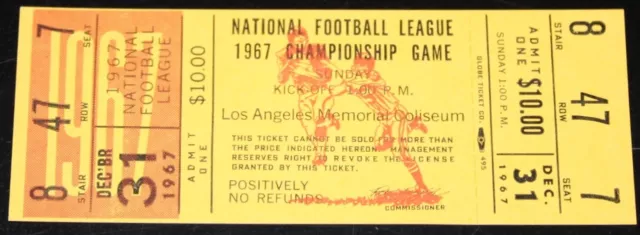 7
SEAT
47
ROW
8
1967
NATIONAL
FOOTBALL
LEAGUE
DEC'BR
31
1967
$10.00
ADMIT
ONE
NATIONAL FOOTBALL LEAGUE
1967 CHAMPIONSHIP GAME
SUNDAY
KICK-OFF 1:00 P.M.
Los Angeles Memorial Coliseum
THIS TICKET CANNOT BE SOLD FOR MORE THAN
THE PRICE INDICATED HEREON. MANAGEMENT
RESERVES RIGHT TO REVOKE THE LICENSE
GRANTED BY THIS TICKET.
POSITIVELY
NO REFUNDS
COMMISSIONER
GLOBE TICKET CO.
495
SUNDAY 1:00 P.M.
ADMIT
ONE $10.00
DEC. 31
1967
STAIR
8
ROW
47
SEAT
7